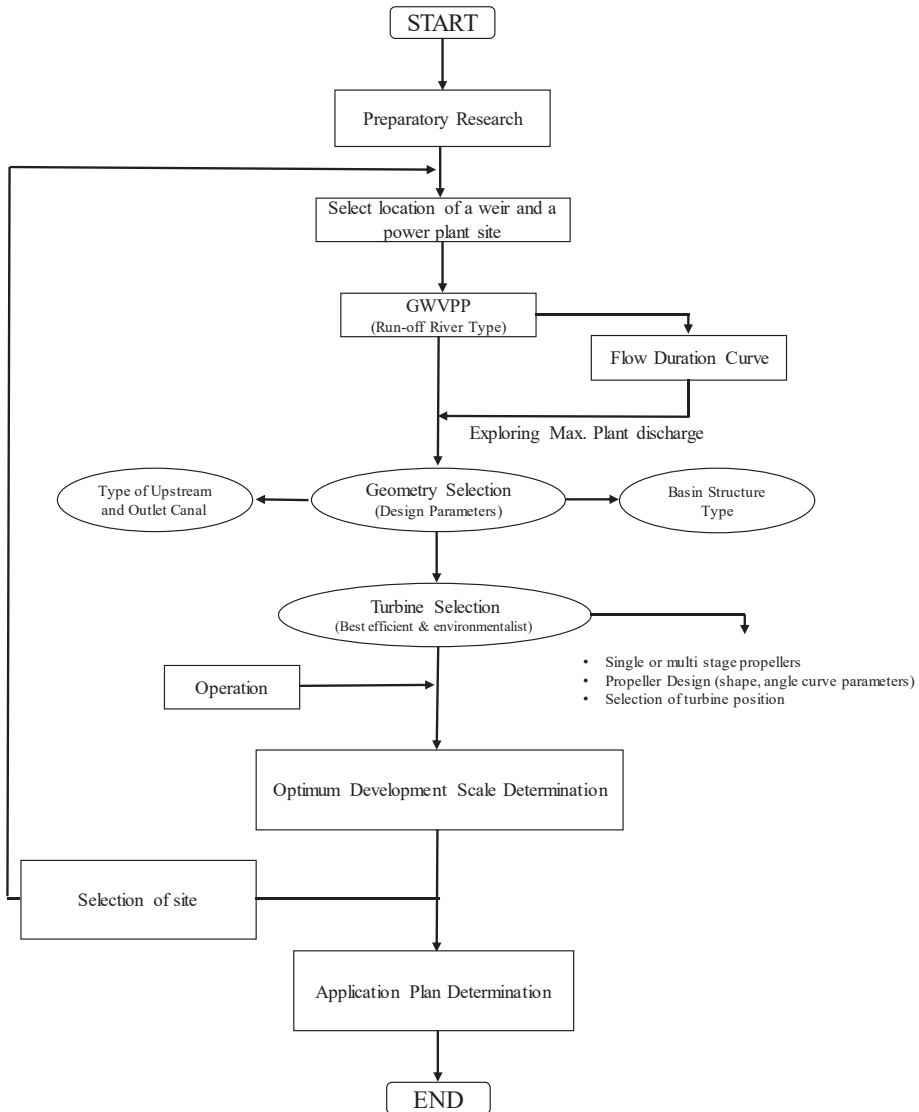 START
Preparatory Research
Select location of a weir and a
power plant site
GWVPP
(Run-off River Type)
Flow Duration Curve
Exploring Max. Plant discharge
Type of Upstream
and Outlet Canal
Geometry Selection
(Design Parameters)
Basin Structure
Type
Turbine Selection
(Best efficient & environmentalist)
• Single or multi stage propellers
• Propeller Design (shape, angle curve parameters)
• Selection of turbine position
Operation
Optimum Development Scale Determination
Selection of site
Application Plan Determination
END